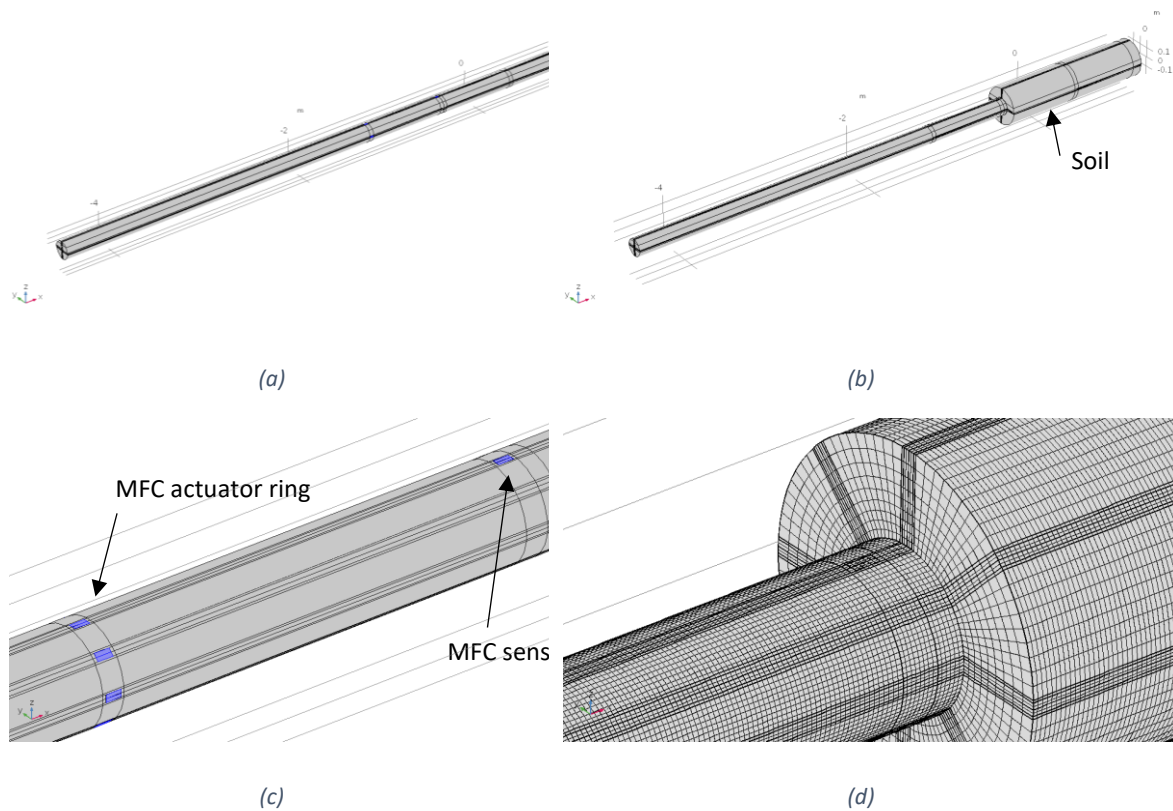 m
0
-2
-4
y z x
(a)
m
0
0
0.1
0
-0.1
-2
-4
Soil
y z x
(b)
MFC actuator ring
MFC sens
z
y x
(c)
z
x
(d)